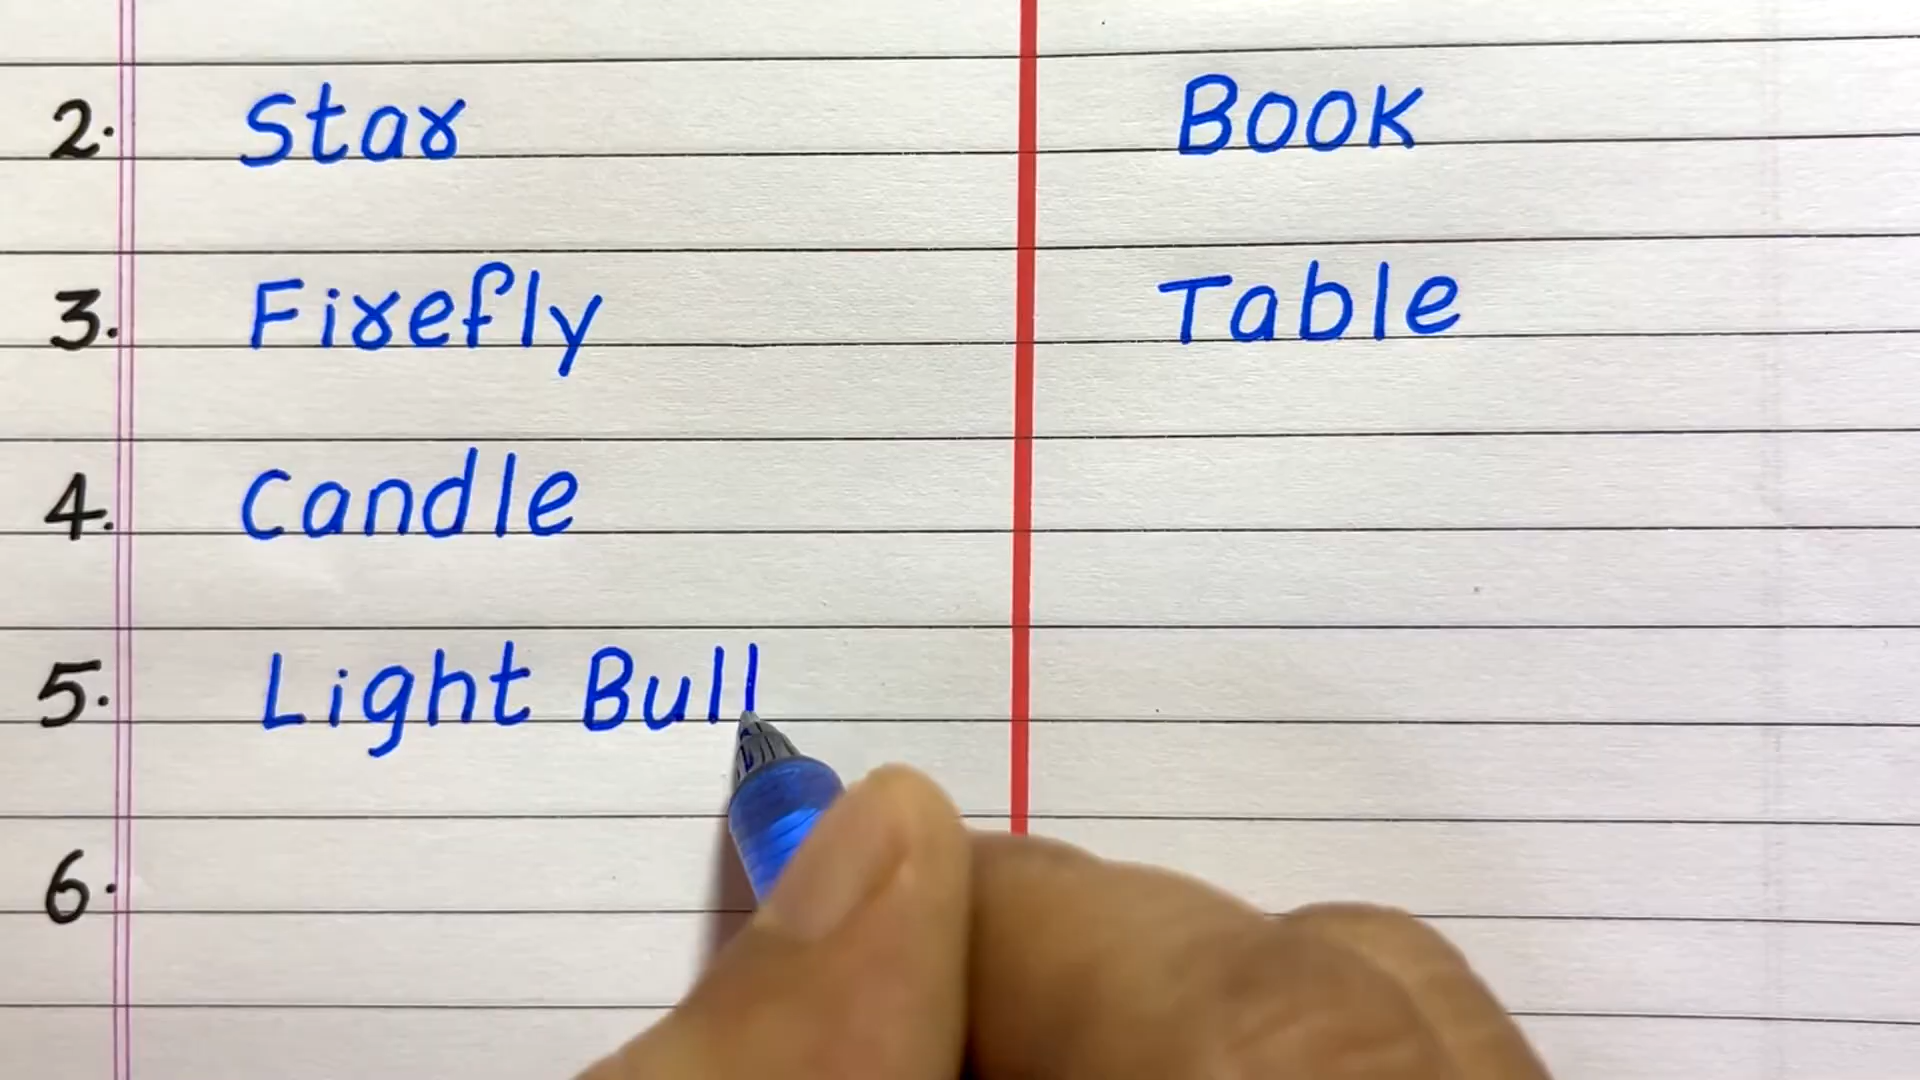 2. Star Book
3. Firefly Table
4. Candle
5. Light Bull
6.